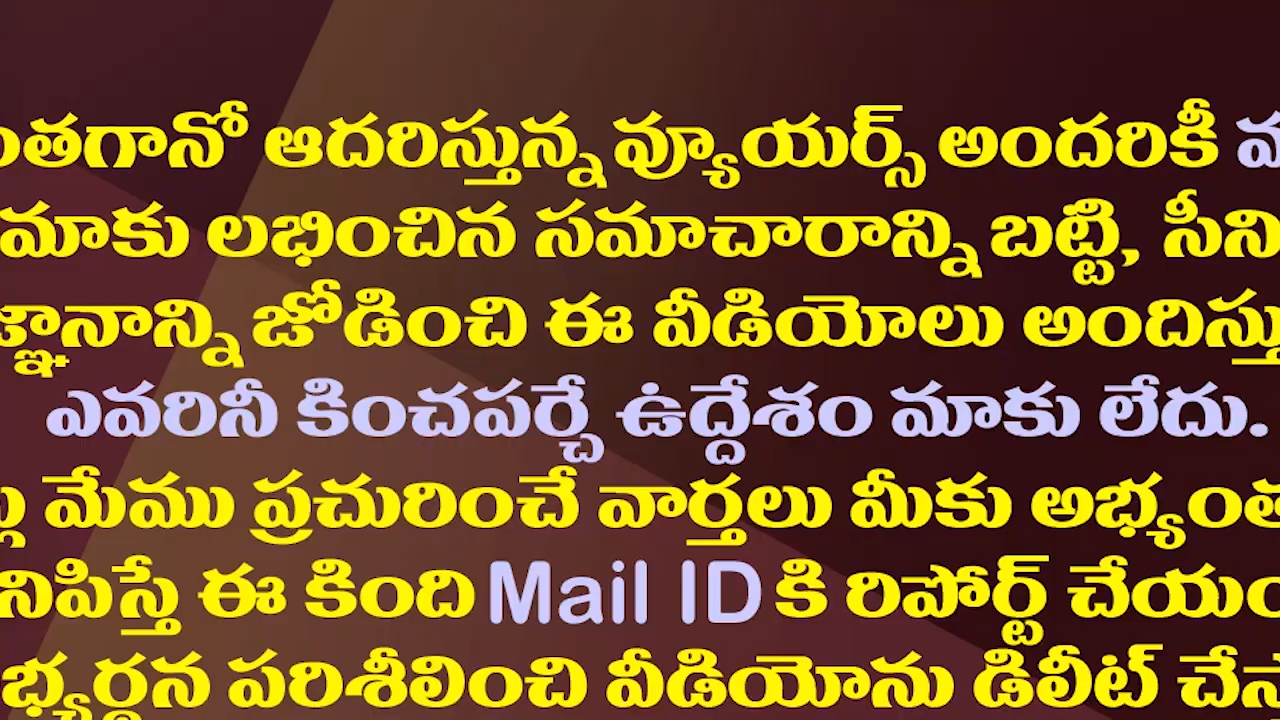 ంతగానో ఆదరిస్తున్న వ్యూయర్స్ అందరికీ
మాకు లభించిన సమాచారాన్ని బట్టి, సీని
జ్ఞానాన్ని జోడించి ఈ వీడియోలు అందిస్తు
ఎవరినీ కించపర్చే ఉద్దేశం మాకు లేదు.
మేము ప్రచురించే వార్తలు మీకు అభ్యంత
నిపిస్తే ఈ కింది Mail ID కి రిపోర్ట్ చేయం
భ్యర్థన పరిశీలించి వీడియోను డిలీట్ చేస